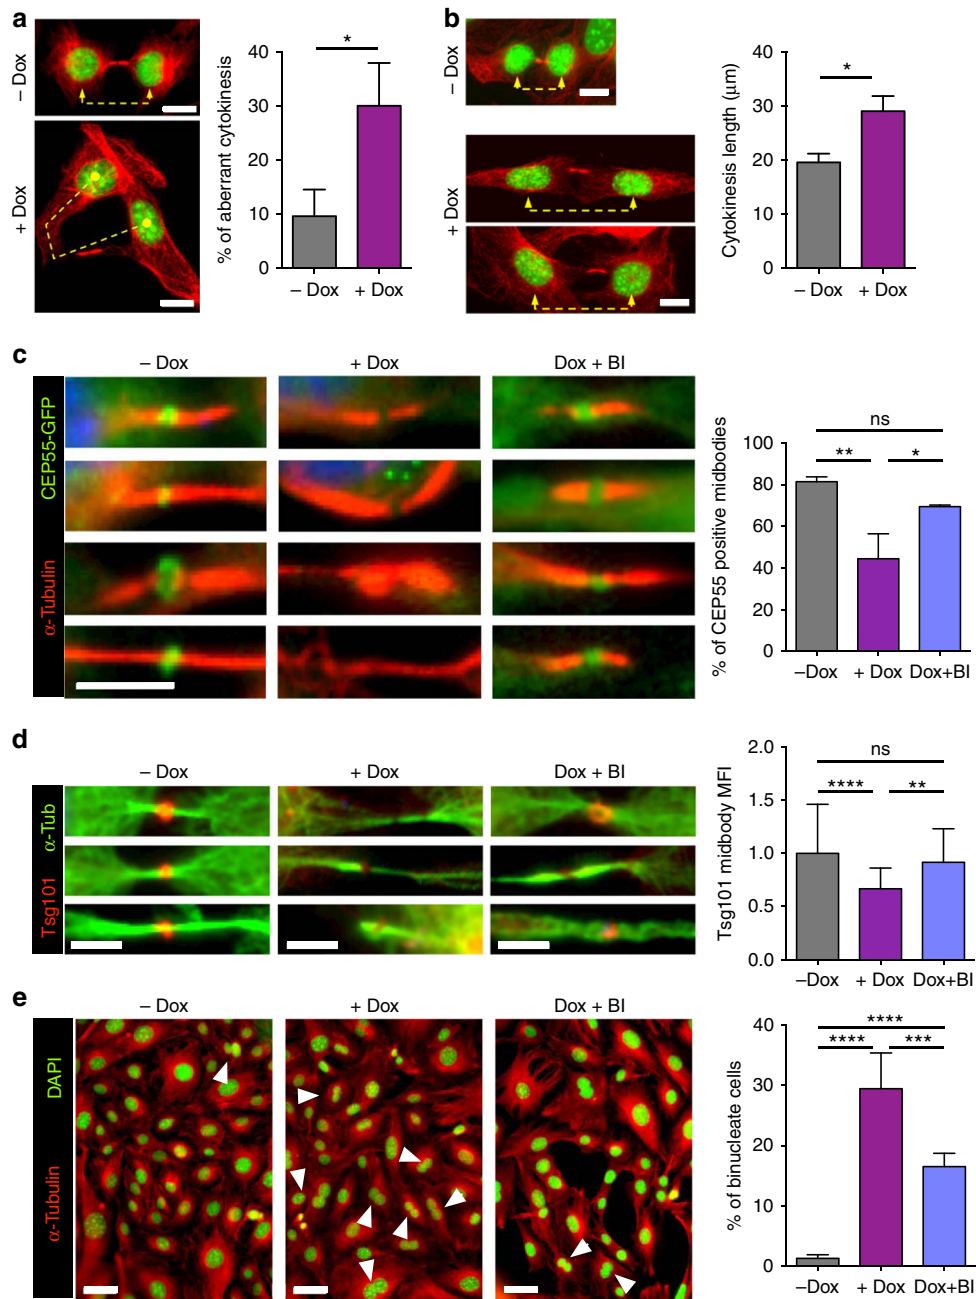 a
– Dox
+ Dox
% of aberrant cytokinesis
40
30
20
10
0
*
– Dox + Dox
b
– Dox
+ Dox
Cytokinesis length (μm)
40
30
20
10
0
*
– Dox + Dox
c
– Dox + Dox Dox + BI
α-Tubulin CEP55-GFP
% of CEP55 positive midbodies
100
80
60
40
60
0
ns
** *
–Dox + Dox Dox+BI
d
– Dox + Dox Dox + BI
Tsg101 α-Tub
Tsg101 midbody MFI
2.0
1.5
1.0
0.5
0.0
ns
**** **
–Dox + Dox Dox+BI
e
– Dox + Dox Dox + BI
α-Tubulin DAPI
% of binucleate cells
40
30
20
10
0
****
**** ***
–Dox + Dox Dox+BI